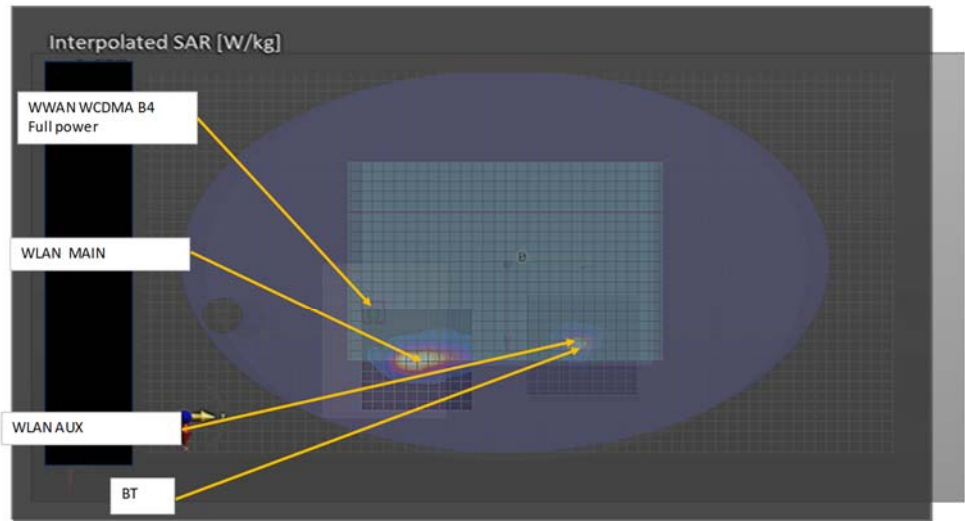 Interpolated SAR [W/kg]
WWAN WCDMA B4
Full power
WLAN MAIN
WLAN AUX
BT